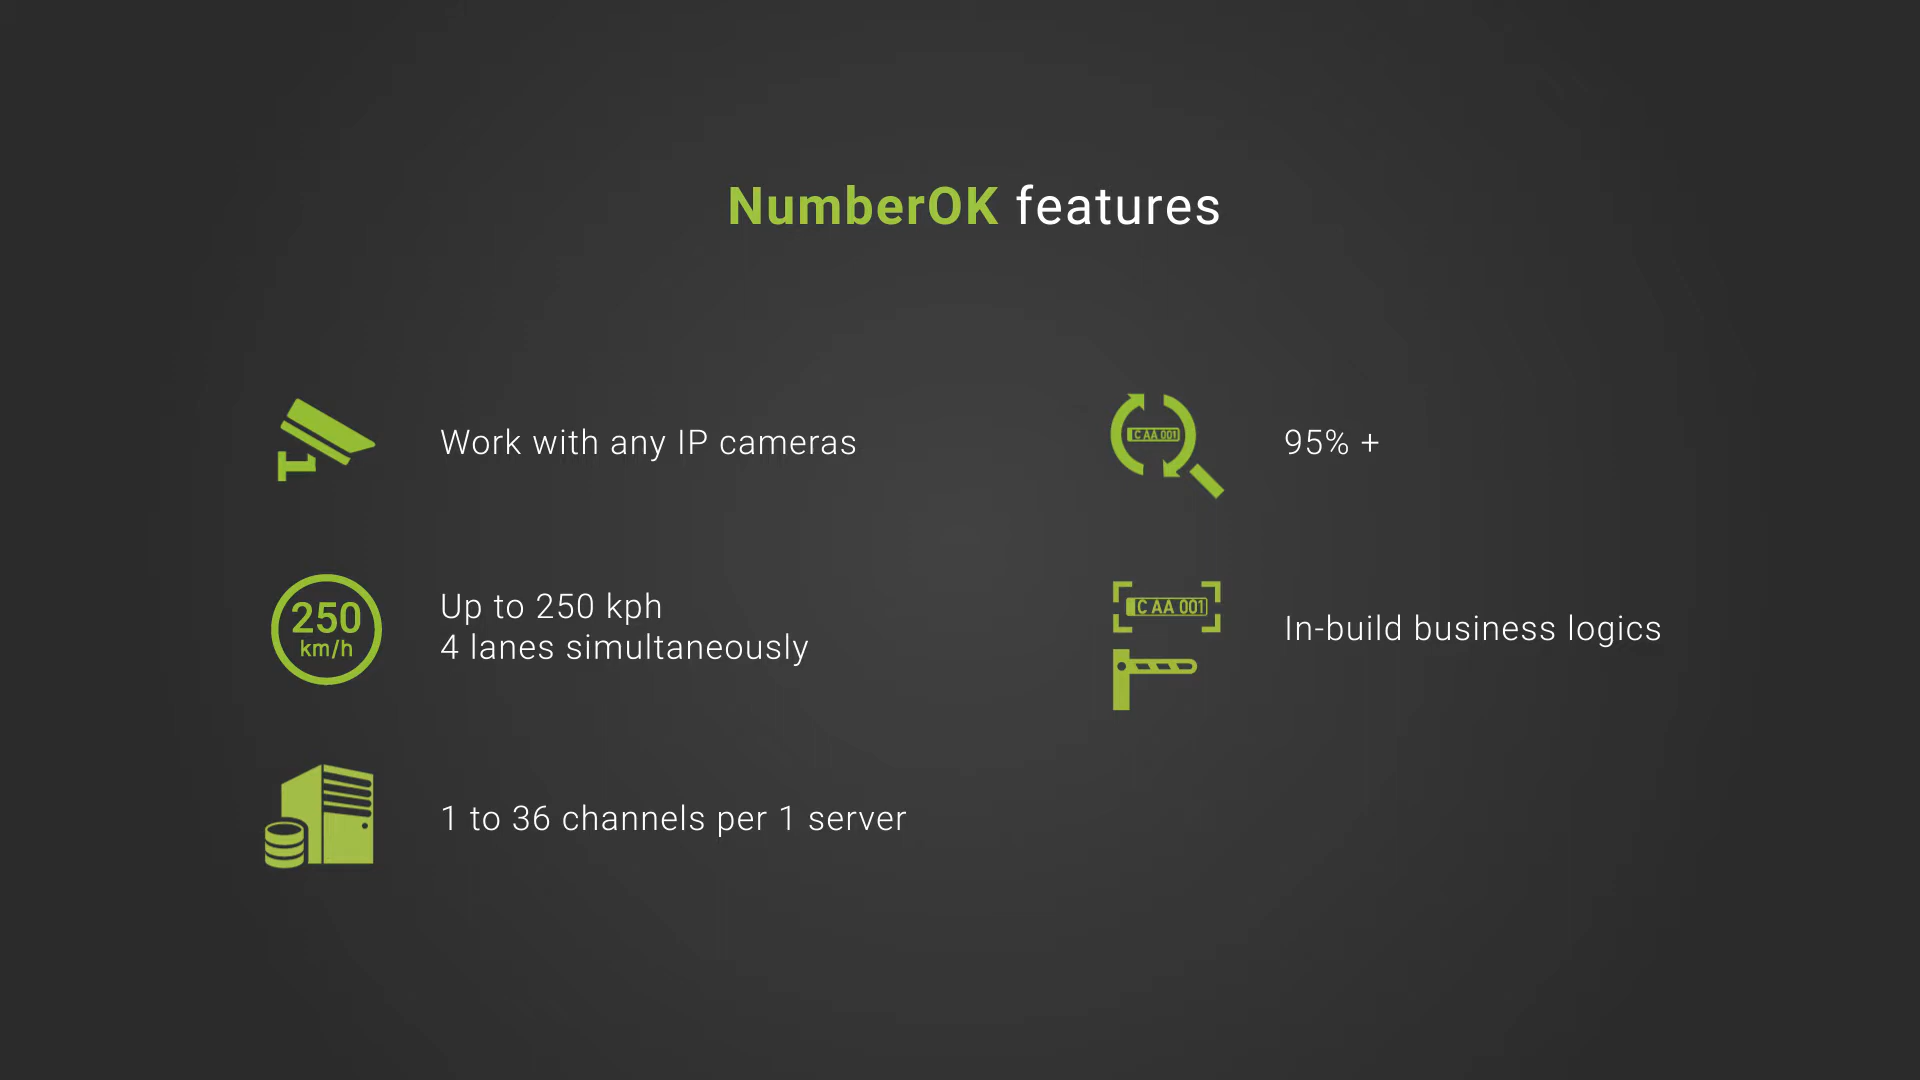 NumberOK features
Work with any IP cameras
C AA 001
95% +
250
km/h
Up to 250 kph
4 lanes simultaneously
C AA 001
In-build business logics
1 to 36 channels per 1 server